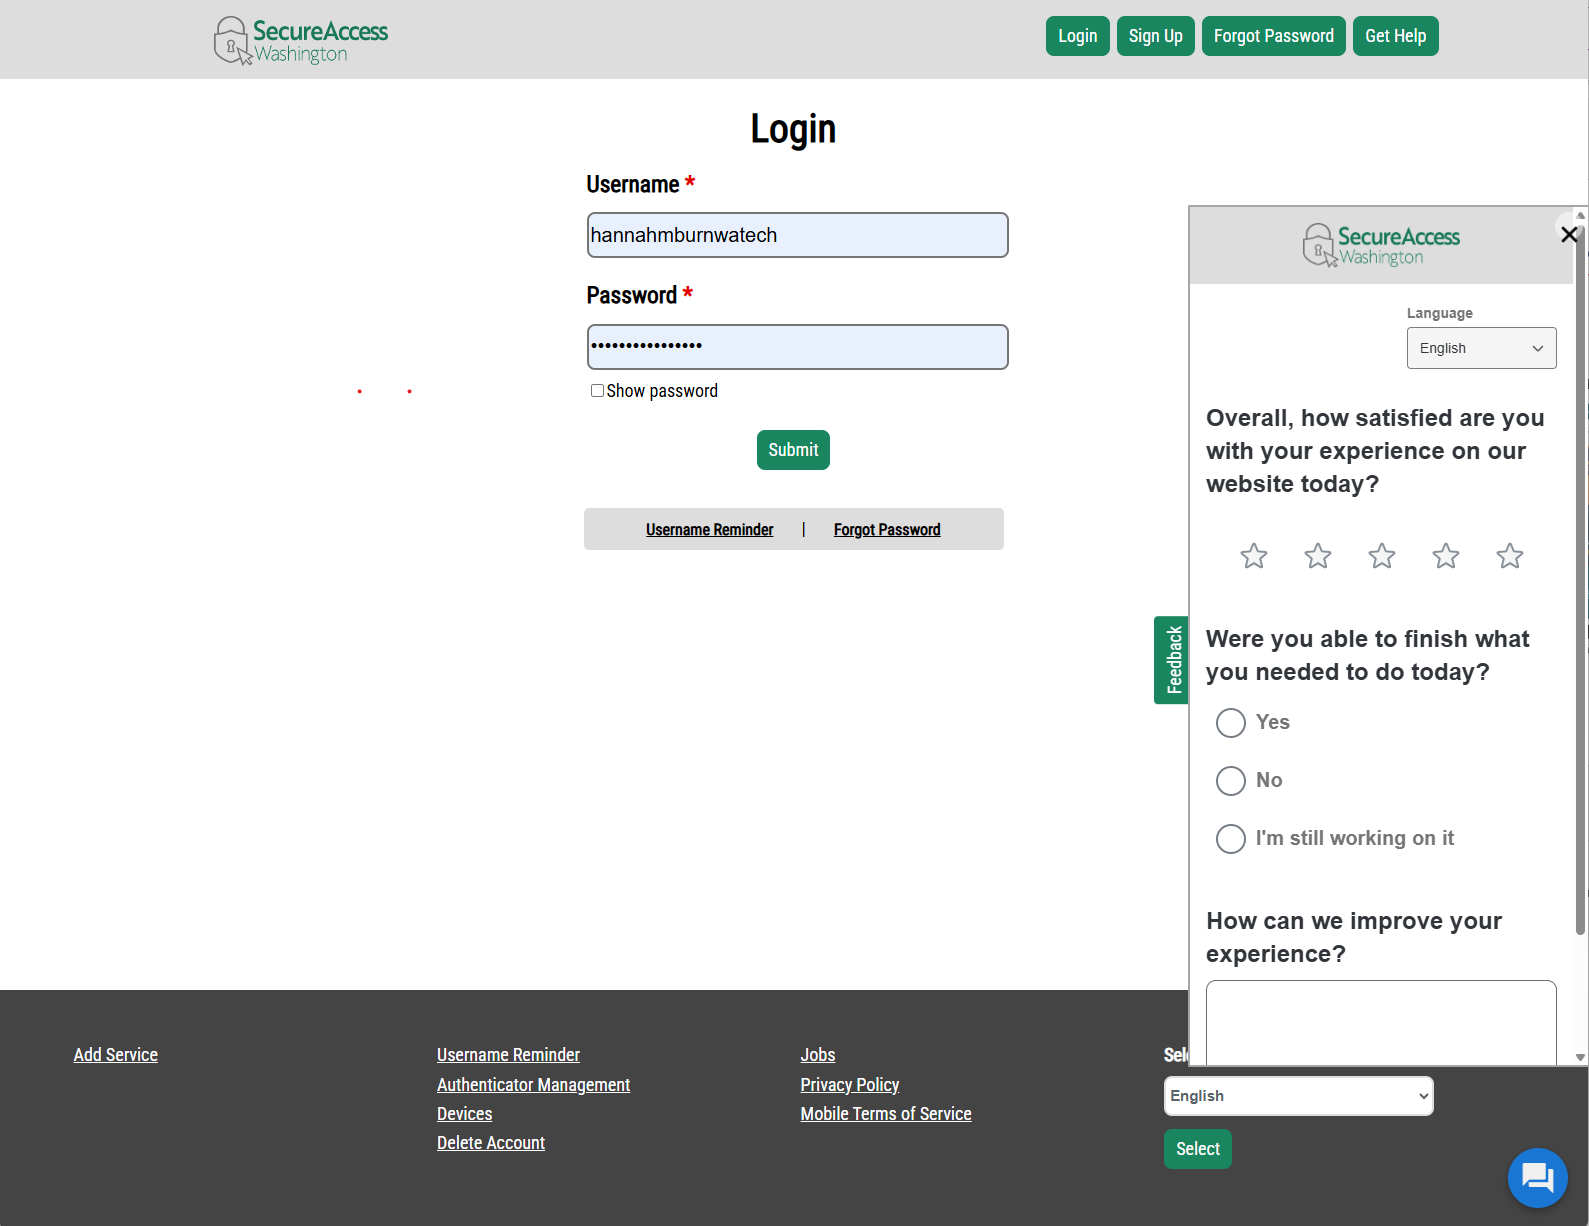 SecureAccess
Washington
Login
Sign Up
Forgot Password
Get Help
Login
Username *
hannahmburnwatech
Password *
••••••••••••••••
Show password
Submit
Username Reminder | Forgot Password
SecureAccess
Washington
Language
English
Overall, how satisfied are you
with your experience on our
website today?
Feedback
Were you able to finish what
you needed to do today?
Yes
No
I'm still working on it
How can we improve your
experience?
Add Service
Username Reminder
Authenticator Management
Devices
Delete Account
Jobs
Privacy Policy
Mobile Terms of Service
English
Select